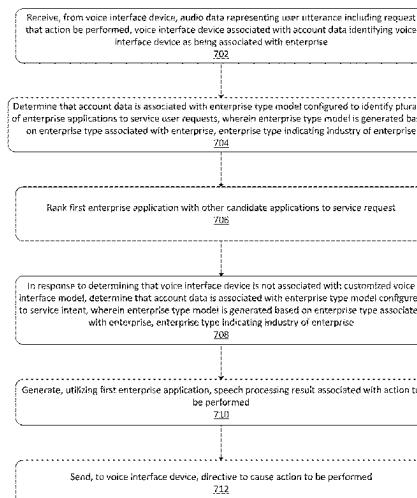 Receive, from voice interface device, audio data representing user utterance including request
that action be performed, voice interface device associated with account data identifying voice
interface device as being associated with enterprise
702
Determine that account data is associated with enterprise type model configured to identify plura
of enterprise applications to service user requests, wherein enterprise type model is generated bas
on enterprise type associated with enterprise, enterprise type indicating industry of enterprise
704
Rank first enterprise application with other candidate applications to service request
706
In response to determining that voice interface device is not associated with customized voice
interface model, determine that account data is associated with enterprise type model configure
to service intent, wherein enterprise type model is generated based on enterprise type associate
with enterprise, enterprise type indicating industry of enterprise
708
Generate, utilizing first enterprise application, speech processing result associated with action to
be performed
710
Send, to voice interface device, directive to cause action to be performed
712